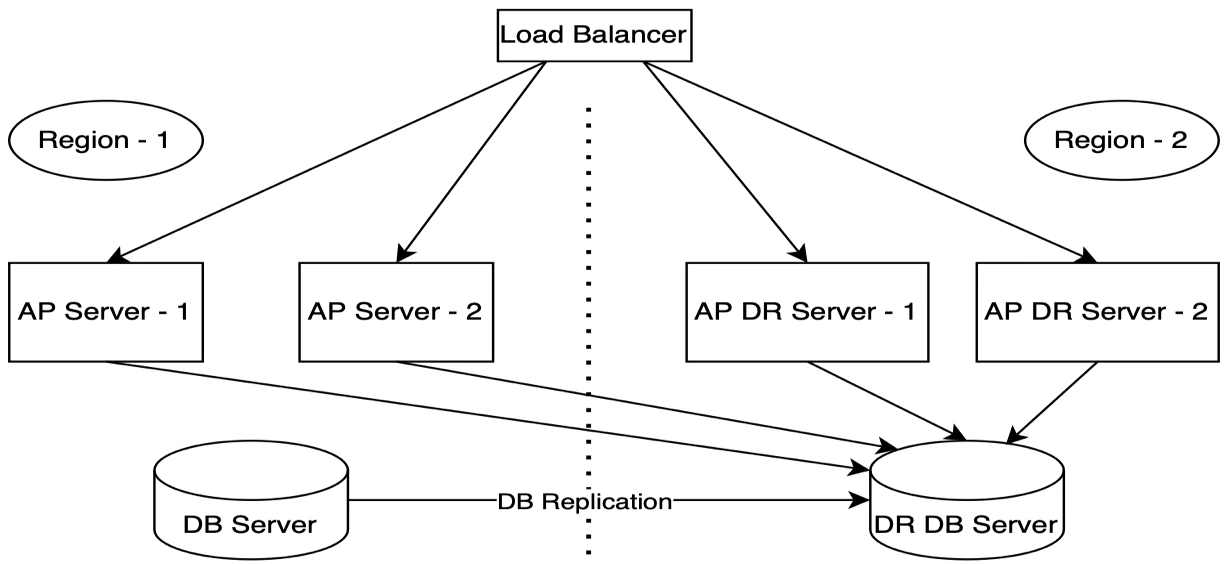 Load Balancer
Region - 1
Region - 2
AP Server - 1
AP Server - 2
AP DR Server - 1
AP DR Server - 2
DB Server
DB Replication
DR DB Server